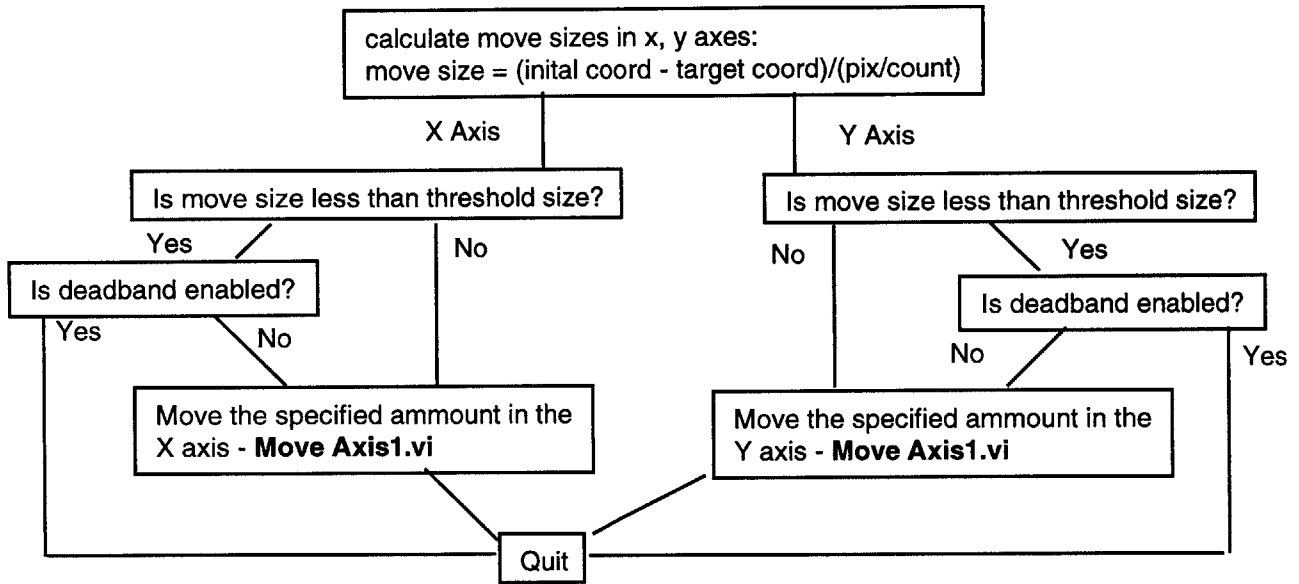 calculate move sizes in x, y axes:
move size = (inital coord - target coord)/(pix/count)
X Axis
Y Axis
Is move size less than threshold size?
Is move size less than threshold size?
Yes
No
No
Yes
Is deadband enabled?
Is deadband enabled?
Yes
No
No
Yes
Move the specified ammount in the
X axis - Move Axis1.vi
Move the specified ammount in the
Y axis - Move Axis1.vi
Quit